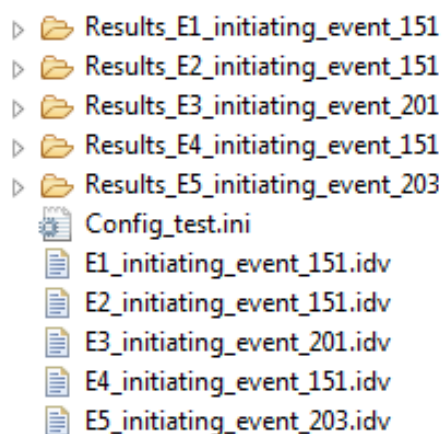 Results_E1_initiating_event_151
Results_E2_initiating_event_151
Results_E3_initiating_event_201
Results_E4_initiating_event_151
Results_E5_initiating_event_203
Config_test.ini
E1_initiating_event_151.idv
E2_initiating_event_151.idv
E3_initiating_event_201.idv
E4_initiating_event_151.idv
E5_initiating_event_203.idv